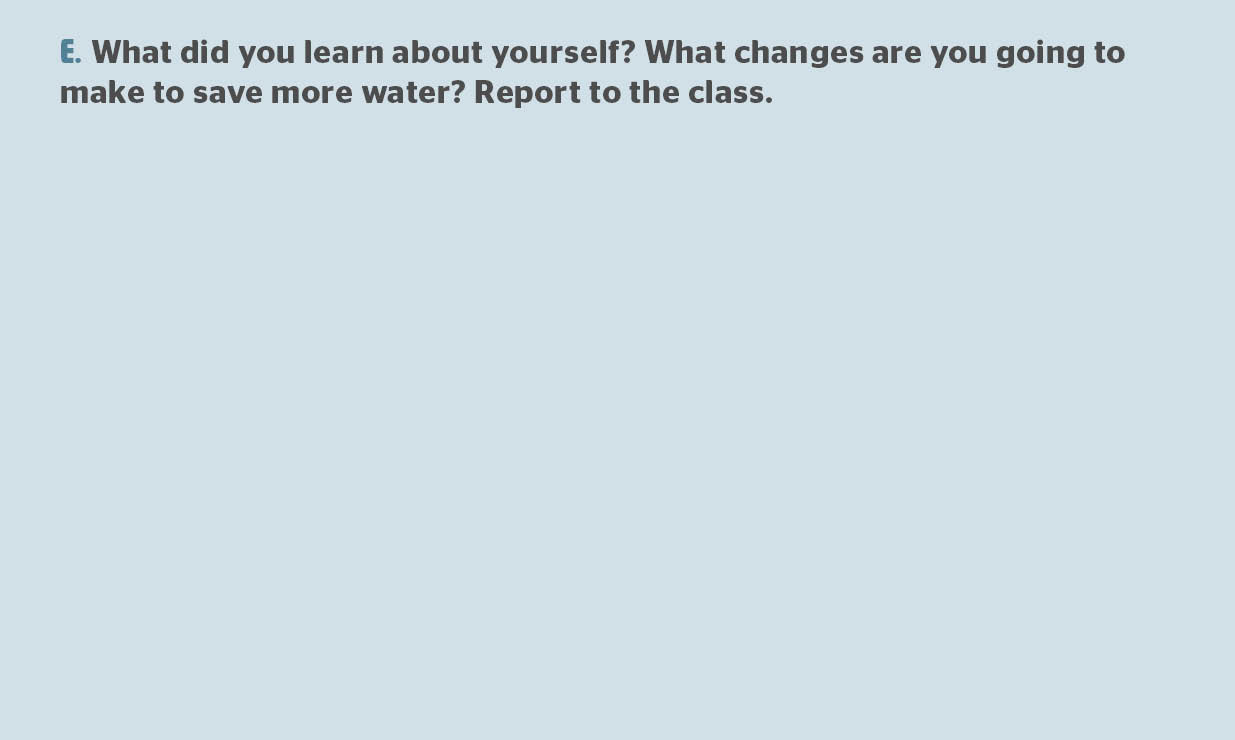 E. What did you learn about yourself? What changes are you going to
make to save more water? Report to the class.